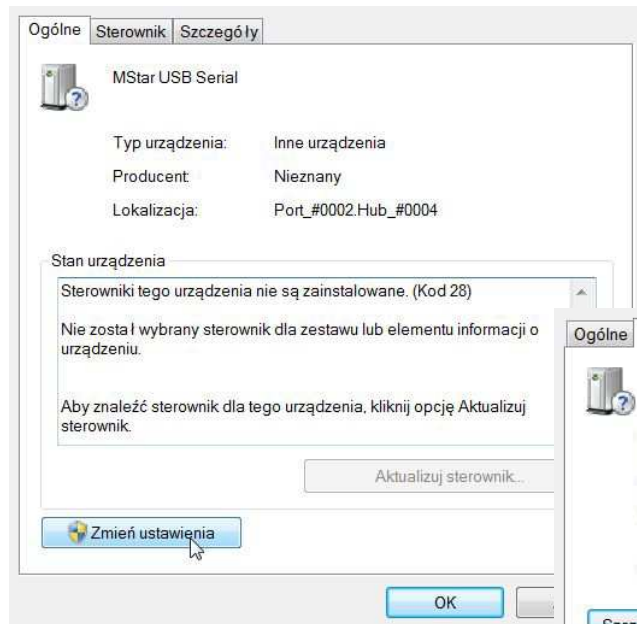 Ogólne Sterownik Szczegóły
MStar USB Serial
Typ urządzenia: Inne urządzenia
Producent: Nieznany
Lokalizacja: Port_#0002.Hub_#0004
Stan urządzenia
Sterowniki tego urządzenia nie są zainstalowane. (Kod 28)
Nie został wybrany sterownik dla zestawu lub elementu informacji o
urządzeniu.
Aby znaleźć sterownik dla tego urządzenia, kliknij opcję Aktualizuj
sterownik.
Aktualizuj sterownik...
Zmień ustawienia
OK
Ogólne